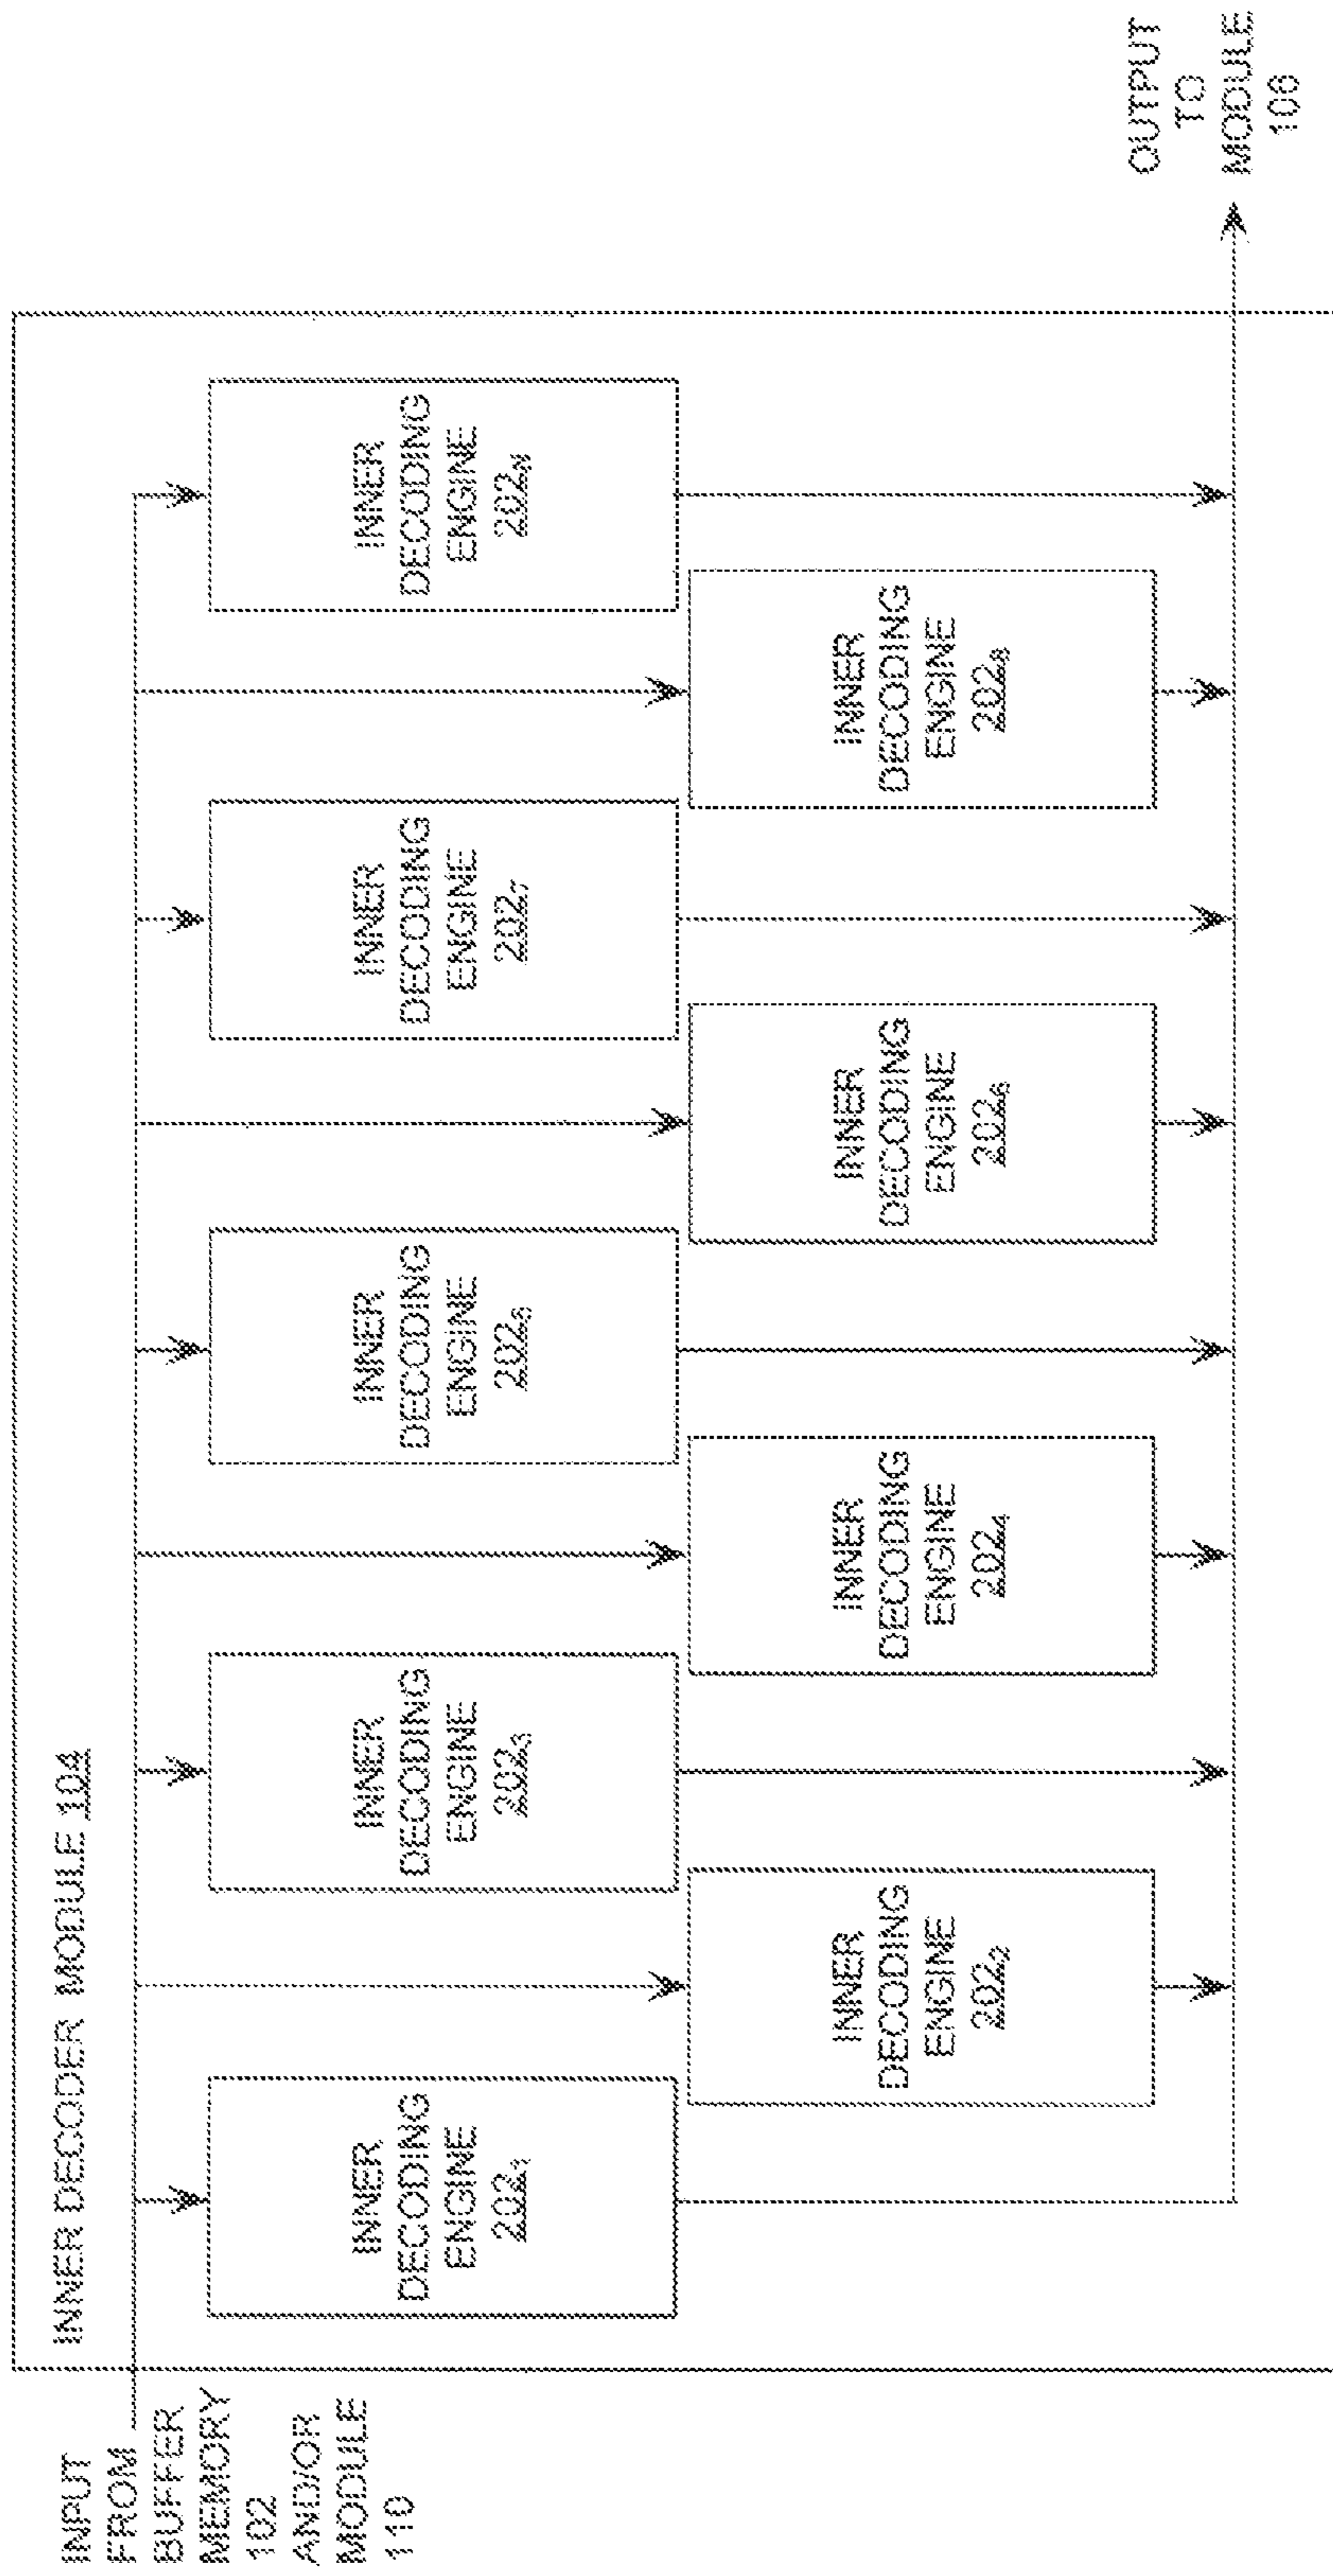 INPUT
FROM
BUFFER
MEMORY
102
AND/OR
MODULE
110
INNER DECODER MODULE 104
INNER
DECODING
ENGINE
202₁
INNER
DECODING
ENGINE
202₂
INNER
DECODING
ENGINE
202₃
INNER
DECODING
ENGINE
202₄
INNER
DECODING
ENGINE
202₅
INNER
DECODING
ENGINE
202₆
INNER
DECODING
ENGINE
202₇
INNER
DECODING
ENGINE
202₈
INNER
DECODING
ENGINE
202N
OUTPUT
TO
MODULE
106